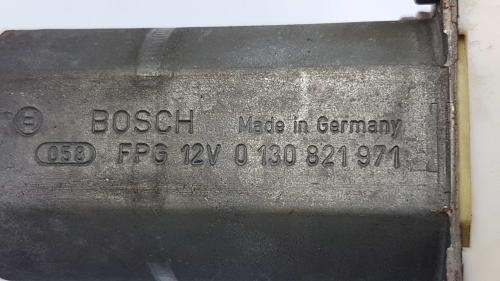 BOSCH Made in Germany
058 FPG 12V 0 130 821 971